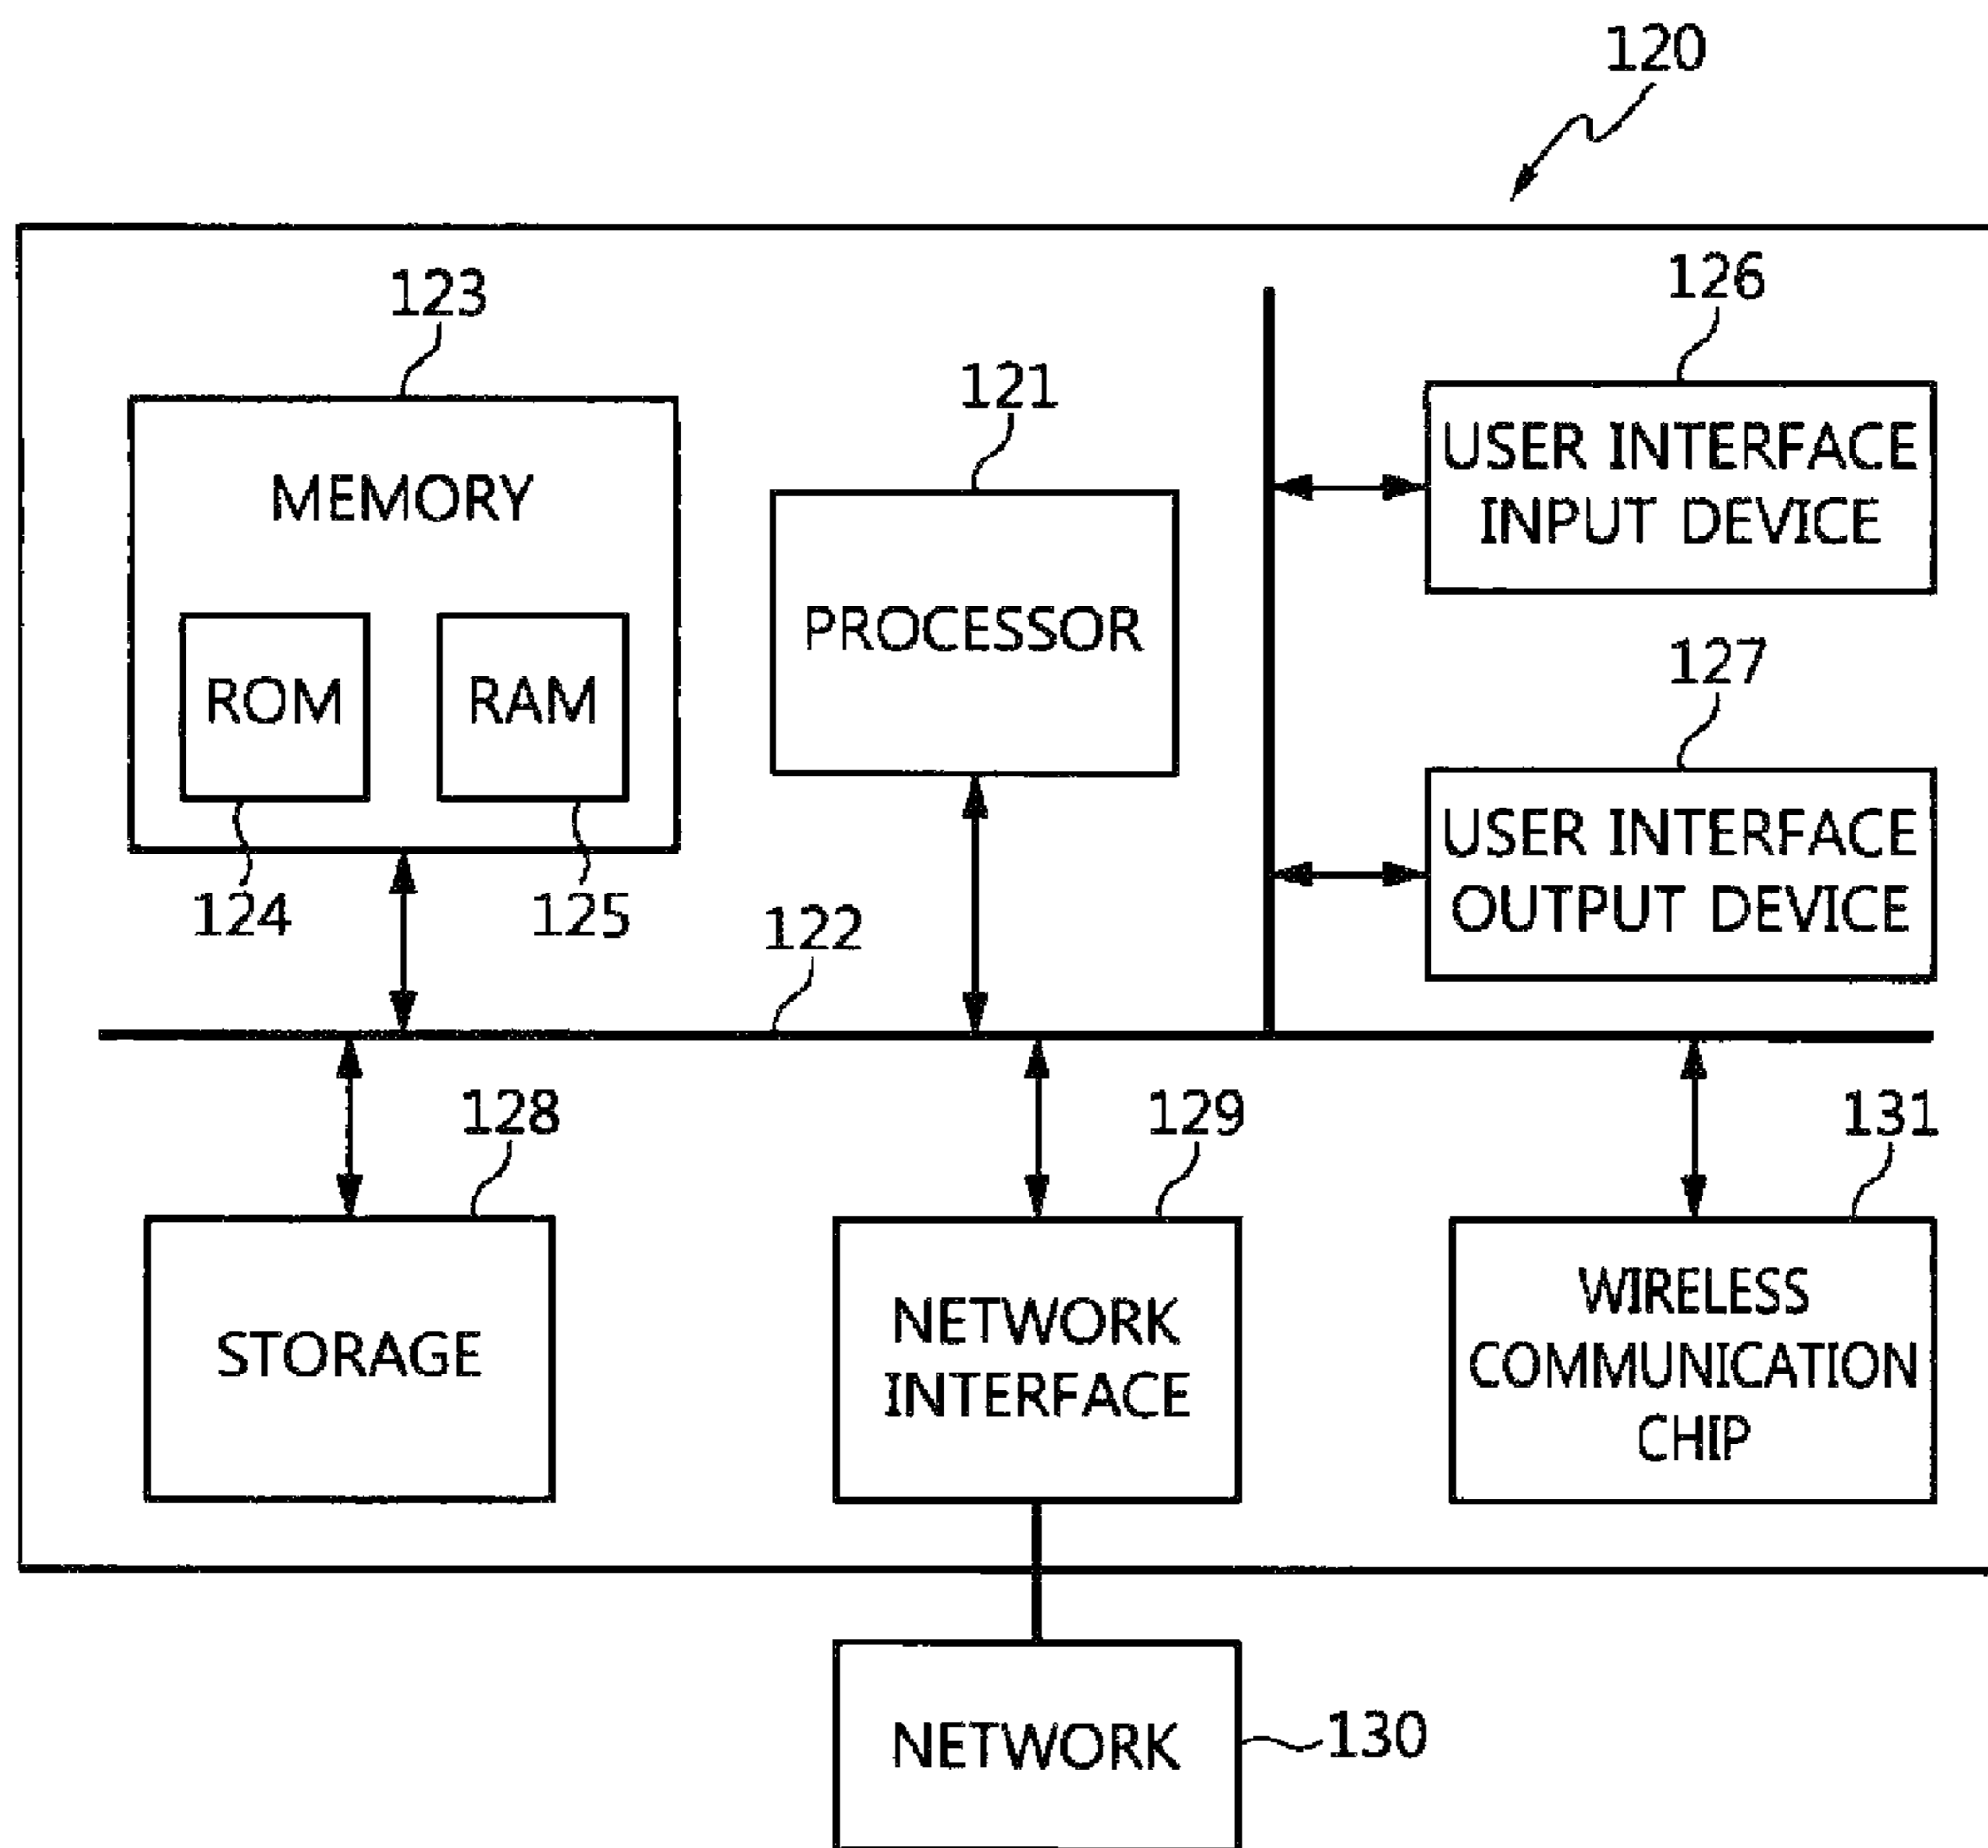 120
123
126
121
MEMORY
USER INTERFACE
INPUT DEVICE
PROCESSOR
127
ROM
RAM
USER INTERFACE
OUTPUT DEVICE
124
125
122
128
129
131
STORAGE
NETWORK
INTERFACE
WIRELESS
COMMUNICATION
CHIP
NETWORK
130